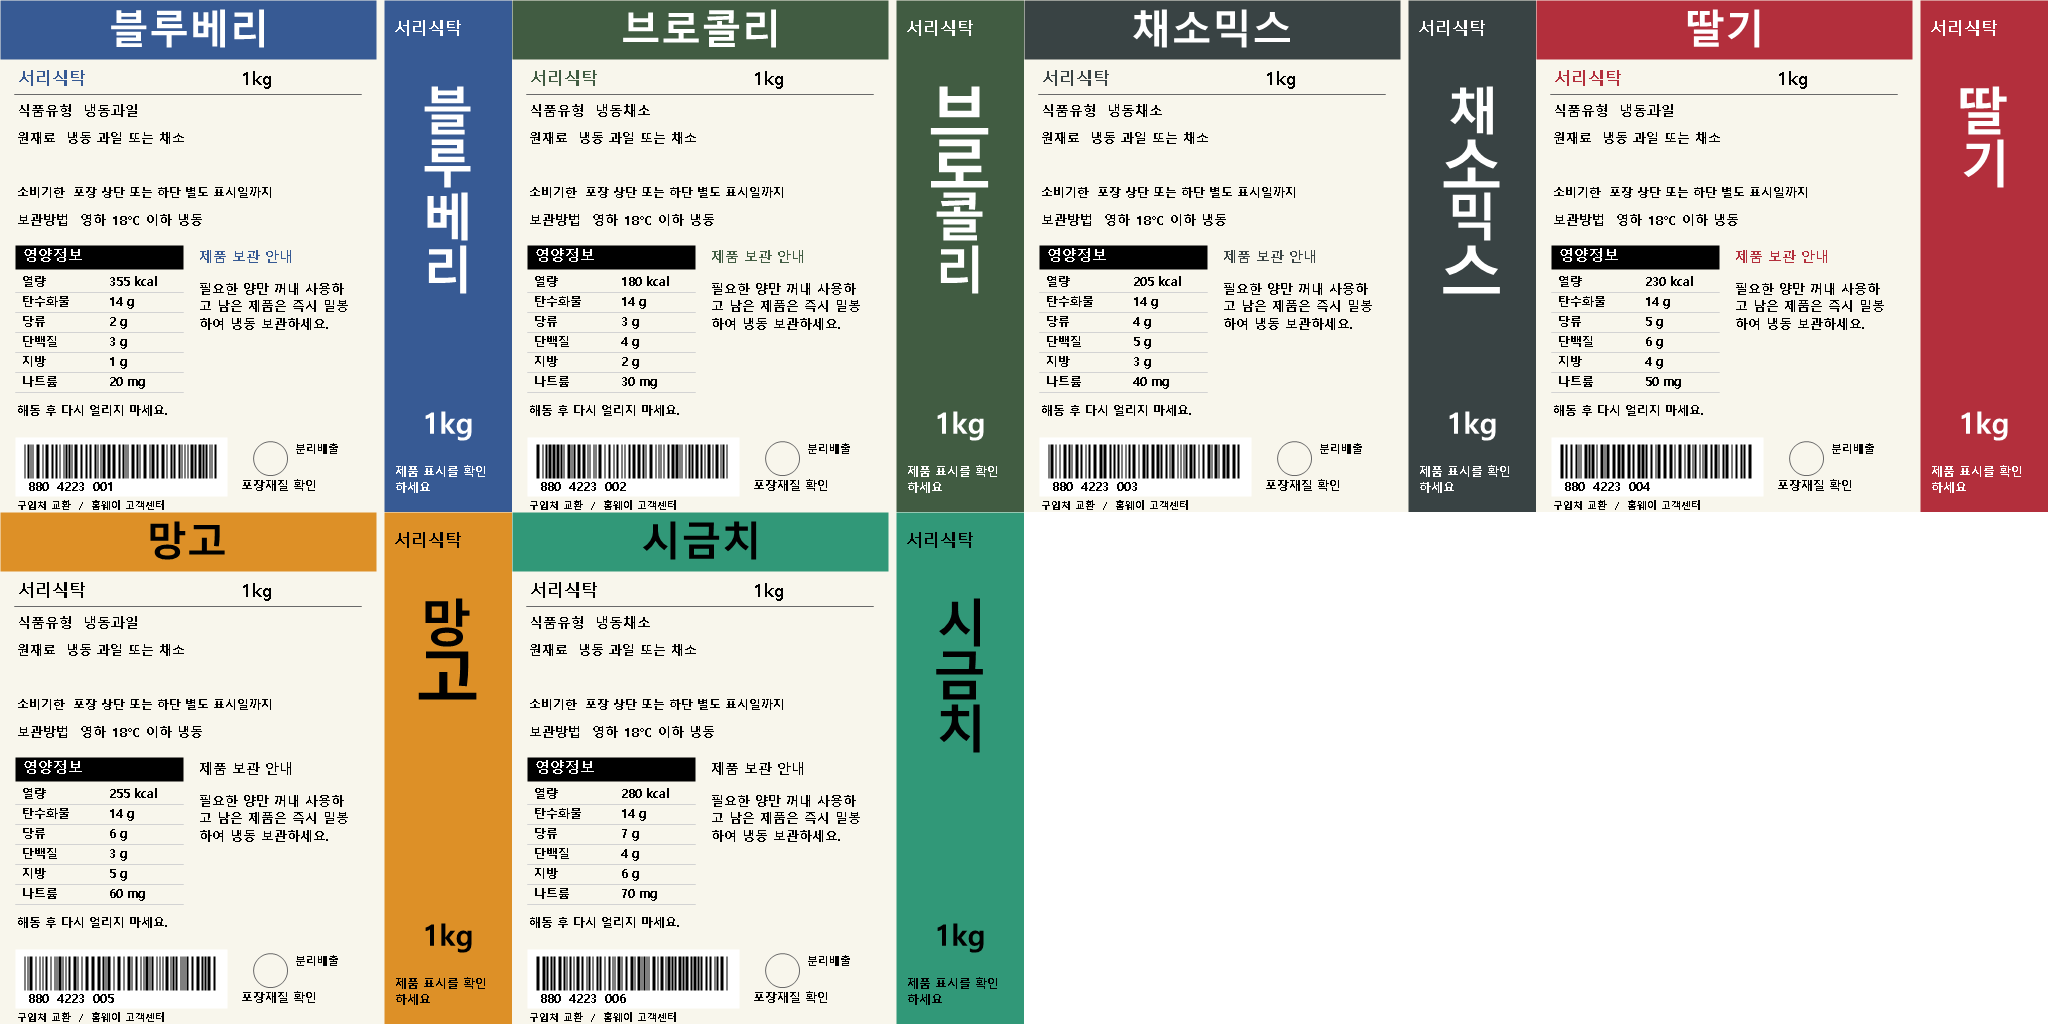 블루베리
서리식탁 1kg
식품유형 냉동과일
원재료 냉동 과일 또는 채소
소비기한 포장 상단 또는 하단 별도 표시일까지
보관방법 영하 18℃ 이하 냉동
영양정보
열량 355 kcal
탄수화물 14 g
당류 2 g
단백질 3 g
지방 1 g
나트륨 20 mg
제품 보관 안내
필요한 양만 꺼내 사용하
고 남은 제품은 즉시 밀봉
하여 냉동 보관하세요.
해동 후 다시 얼리지 마세요.
880 4223 001
분리배출
포장재질 확인
구입처 교환 / 홈웨이 고객센터
서리식탁
블루베리
1kg
제품 표시를 확인
하세요
브로콜리
서리식탁 1kg
식품유형 냉동채소
원재료 냉동 과일 또는 채소
소비기한 포장 상단 또는 하단 별도 표시일까지
보관방법 영하 18℃ 이하 냉동
영양정보
열량 180 kcal
탄수화물 14 g
당류 3 g
단백질 4 g
지방 2 g
나트륨 30 mg
제품 보관 안내
필요한 양만 꺼내 사용하
고 남은 제품은 즉시 밀봉
하여 냉동 보관하세요.
해동 후 다시 얼리지 마세요.
880 4223 002
분리배출
포장재질 확인
구입처 교환 / 홈웨이 고객센터
서리식탁
브로콜리
1kg
제품 표시를 확인
하세요
채소믹스
서리식탁 1kg
식품유형 냉동채소
원재료 냉동 과일 또는 채소
소비기한 포장 상단 또는 하단 별도 표시일까지
보관방법 영하 18℃ 이하 냉동
영양정보
열량 205 kcal
탄수화물 14 g
당류 4 g
단백질 5 g
지방 3 g
나트륨 40 mg
제품 보관 안내
필요한 양만 꺼내 사용하
고 남은 제품은 즉시 밀봉
하여 냉동 보관하세요.
해동 후 다시 얼리지 마세요.
880 4223 003
분리배출
포장재질 확인
구입처 교환 / 홈웨이 고객센터
서리식탁
채소믹스
1kg
제품 표시를 확인
하세요
딸기
서리식탁 1kg
식품유형 냉동과일
원재료 냉동 과일 또는 채소
소비기한 포장 상단 또는 하단 별도 표시일까지
보관방법 영하 18℃ 이하 냉동
영양정보
열량 230 kcal
탄수화물 14 g
당류 5 g
단백질 6 g
지방 4 g
나트륨 50 mg
제품 보관 안내
필요한 양만 꺼내 사용하
고 남은 제품은 즉시 밀봉
하여 냉동 보관하세요.
해동 후 다시 얼리지 마세요.
880 4223 004
분리배출
포장재질 확인
구입처 교환 / 홈웨이 고객센터
서리식탁
딸기
1kg
제품 표시를 확인
하세요
망고
서리식탁 1kg
식품유형 냉동과일
원재료 냉동 과일 또는 채소
소비기한 포장 상단 또는 하단 별도 표시일까지
보관방법 영하 18℃ 이하 냉동
영양정보
열량 255 kcal
탄수화물 14 g
당류 6 g
단백질 3 g
지방 5 g
나트륨 60 mg
제품 보관 안내
필요한 양만 꺼내 사용하
고 남은 제품은 즉시 밀봉
하여 냉동 보관하세요.
해동 후 다시 얼리지 마세요.
880 4223 005
분리배출
포장재질 확인
구입처 교환 / 홈웨이 고객센터
서리식탁
망고
1kg
제품 표시를 확인
하세요
시금치
서리식탁 1kg
식품유형 냉동채소
원재료 냉동 과일 또는 채소
소비기한 포장 상단 또는 하단 별도 표시일까지
보관방법 영하 18℃ 이하 냉동
영양정보
열량 280 kcal
탄수화물 14 g
당류 7 g
단백질 4 g
지방 6 g
나트륨 70 mg
제품 보관 안내
필요한 양만 꺼내 사용하
고 남은 제품은 즉시 밀봉
하여 냉동 보관하세요.
해동 후 다시 얼리지 마세요.
880 4223 006
분리배출
포장재질 확인
구입처 교환 / 홈웨이 고객센터
서리식탁
시금치
1kg
제품 표시를 확인
하세요